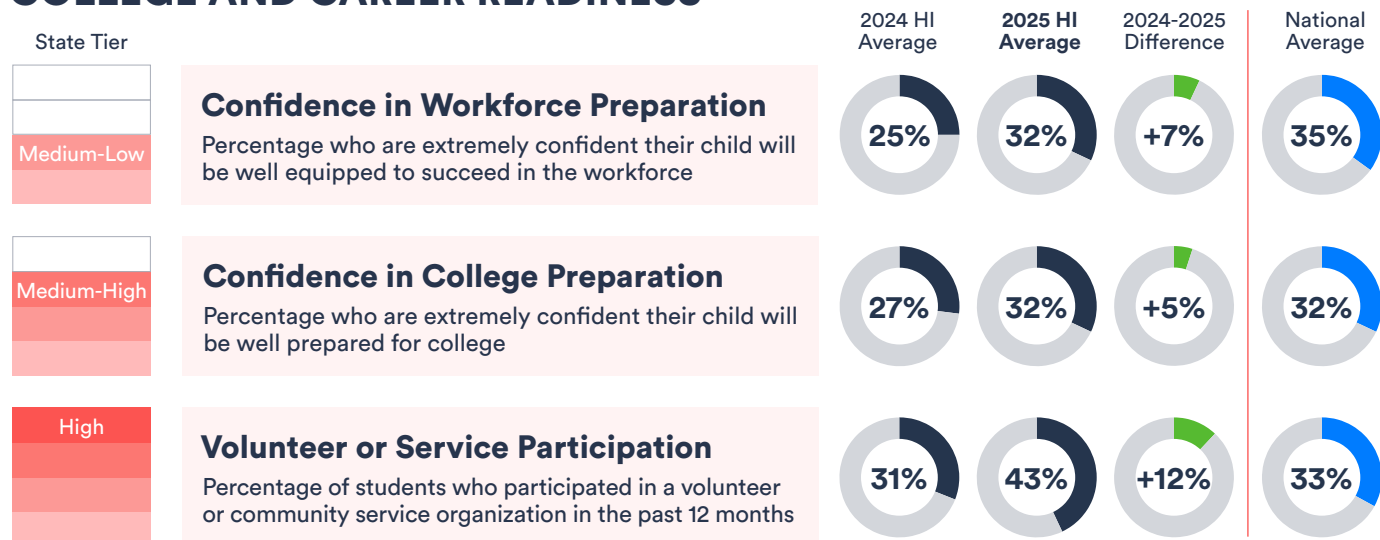 COLLEGE AND CAREER READINESS
State Tier
2024 HI
Average
2025 HI
Average
2024-2025
Difference
National
Average
Medium-Low
Confidence in Workforce Preparation
Percentage who are extremely confident their child will
be well equipped to succeed in the workforce
25%
32%
+7%
35%
Medium-High
Confidence in College Preparation
Percentage who are extremely confident their child will
be well prepared for college
27%
32%
+5%
32%
High
Volunteer or Service Participation
Percentage of students who participated in a volunteer
or community service organization in the past 12 months
31%
43%
+12%
33%